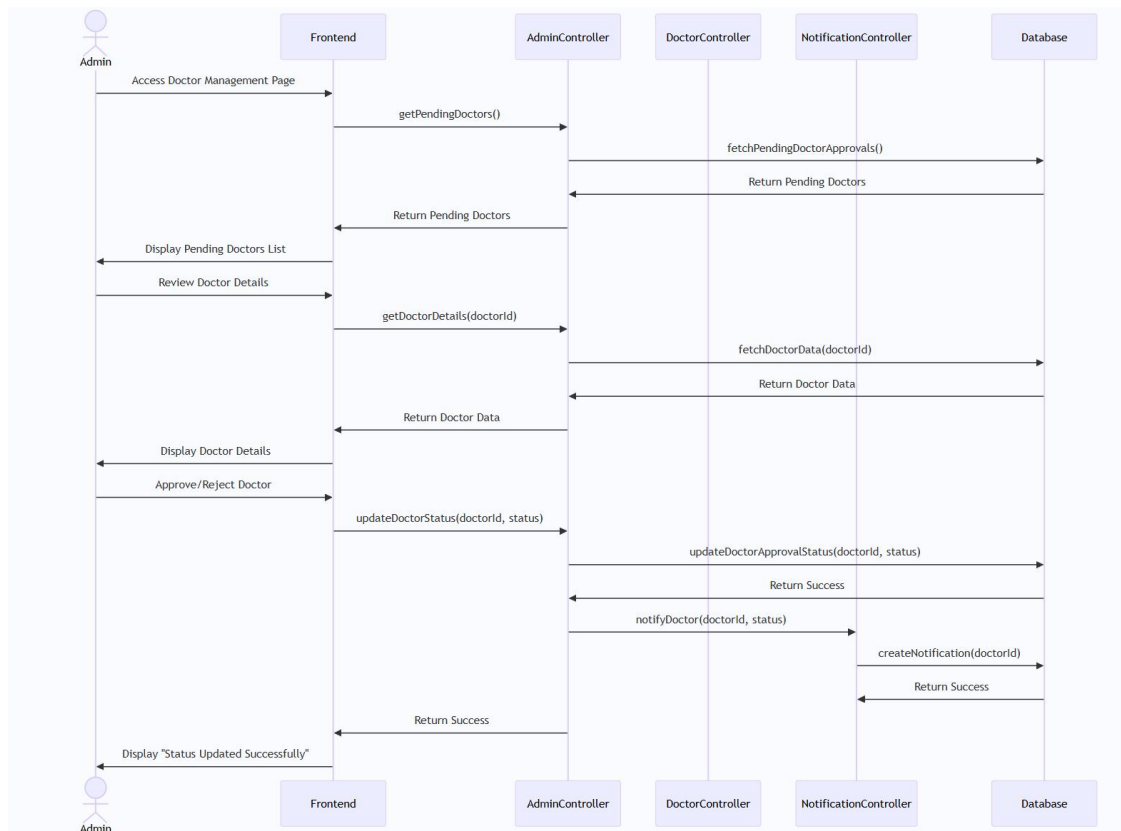 Frontend
AdminController
DoctorController
NotificationController
Database
Admin
Access Doctor Management Page
getPendingDoctors()
fetchPendingDoctorApprovals()
Return Pending Doctors
Return Pending Doctors
Display Pending Doctors List
Review Doctor Details
getDoctorDetails(doctorId)
fetchDoctorData(doctorId)
Return Doctor Data
Return Doctor Data
Display Doctor Details
Approve/Reject Doctor
updateDoctorStatus(doctorId, status)
updateDoctorApprovalStatus(doctorId, status)
Return Success
notifyDoctor(doctorId, status)
createNotification(doctorId)
Return Success
Return Success
Display "Status Updated Successfully"
Frontend
AdminController
DoctorController
NotificationController
Database
Admin